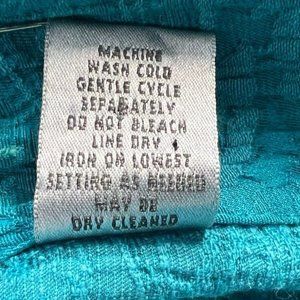 MACHINE
WASH COLD
GENTLE CYCLE
SEPARATELY
DO NOT BLEACH
LINE DRY
IRON ON LOWEST
SETTING AS NEEDED
MAY BE
DRY CLEANED